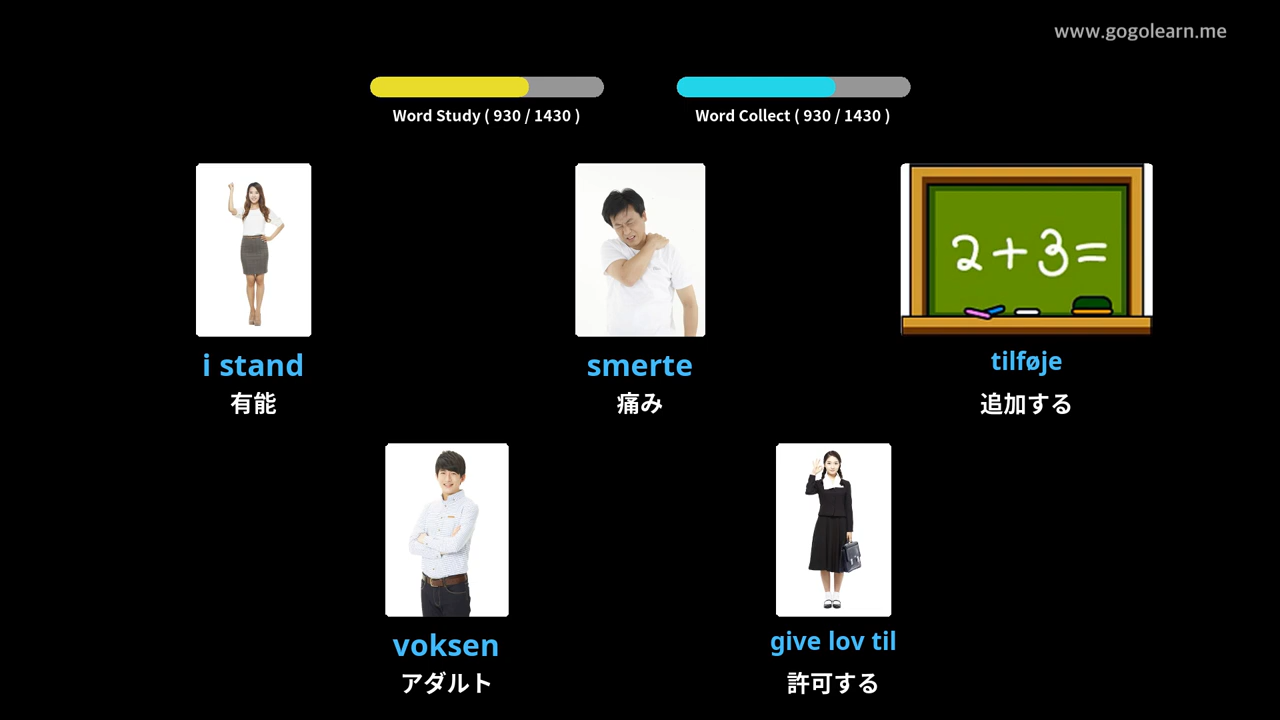 www.gogolearn.me
Word Study ( 930 / 1430 )
Word Collect ( 930 / 1430 )
2+3=
i stand
有能
smerte
痛み
tilføje
追加する
voksen
アダルト
give lov til
許可する